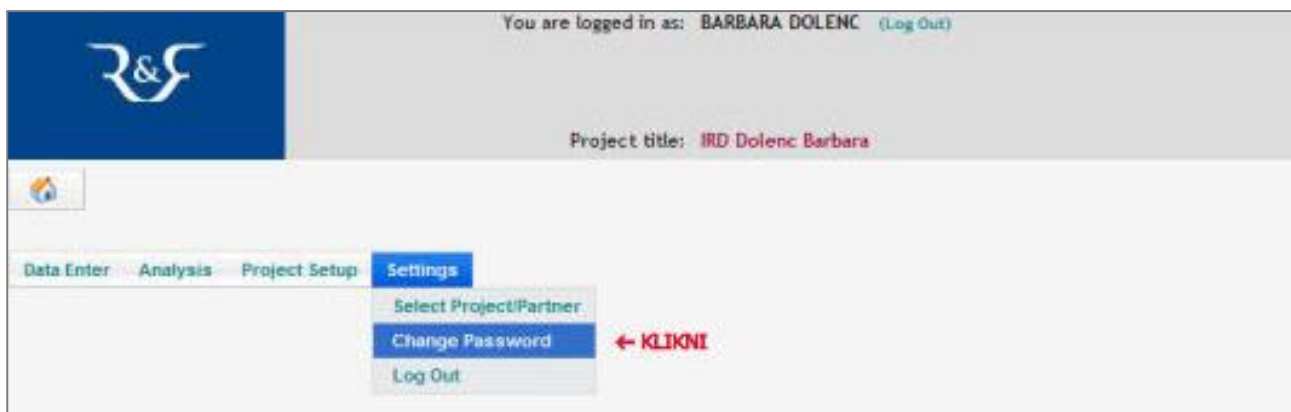 You are logged in as: BARBARA DOLENC (Log Out)
R&R
Project title: IRD Dolenc Barbara
Data Enter Analysis Project Setup Settings
Select Project/Partner
Change Password ← KLIKNI
Log Out